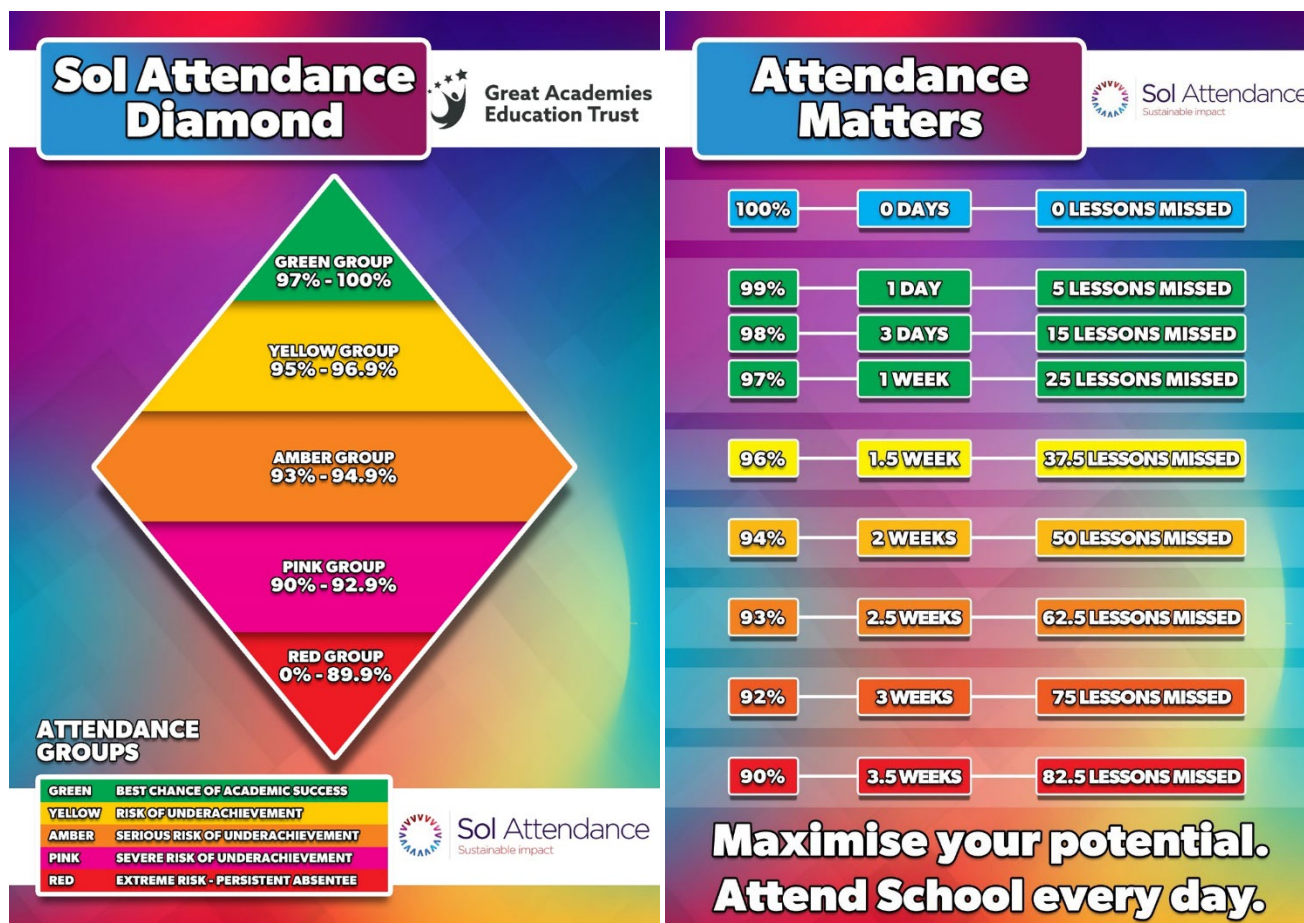 Sol Attendance
Diamond
Great Academies
Education Trust
GREEN GROUP
97% - 100%
YELLOW GROUP
95% - 96.9%
AMBER GROUP
93% - 94.9%
PINK GROUP
90% - 92.9%
RED GROUP
0% - 89.9%
ATTENDANCE
GROUPS
GREEN BEST CHANCE OF ACADEMIC SUCCESS
YELLOW RISK OF UNDERACHIEVEMENT
AMBER SERIOUS RISK OF UNDERACHIEVEMENT
PINK SEVERE RISK OF UNDERACHIEVEMENT
RED EXTREME RISK - PERSISTENT ABSENTEE
Sol Attendance
Sustainable impact
Attendance
Matters
Sol Attendance
Sustainable impact
100% 0 DAYS 0 LESSONS MISSED
99% 1 DAY 5 LESSONS MISSED
98% 3 DAYS 15 LESSONS MISSED
97% 1 WEEK 25 LESSONS MISSED
96% 1.5 WEEK 37.5 LESSONS MISSED
94% 2 WEEKS 50 LESSONS MISSED
93% 2.5 WEEKS 62.5 LESSONS MISSED
92% 3 WEEKS 75 LESSONS MISSED
90% 3.5 WEEKS 82.5 LESSONS MISSED
Maximise your potential.
Attend School every day.